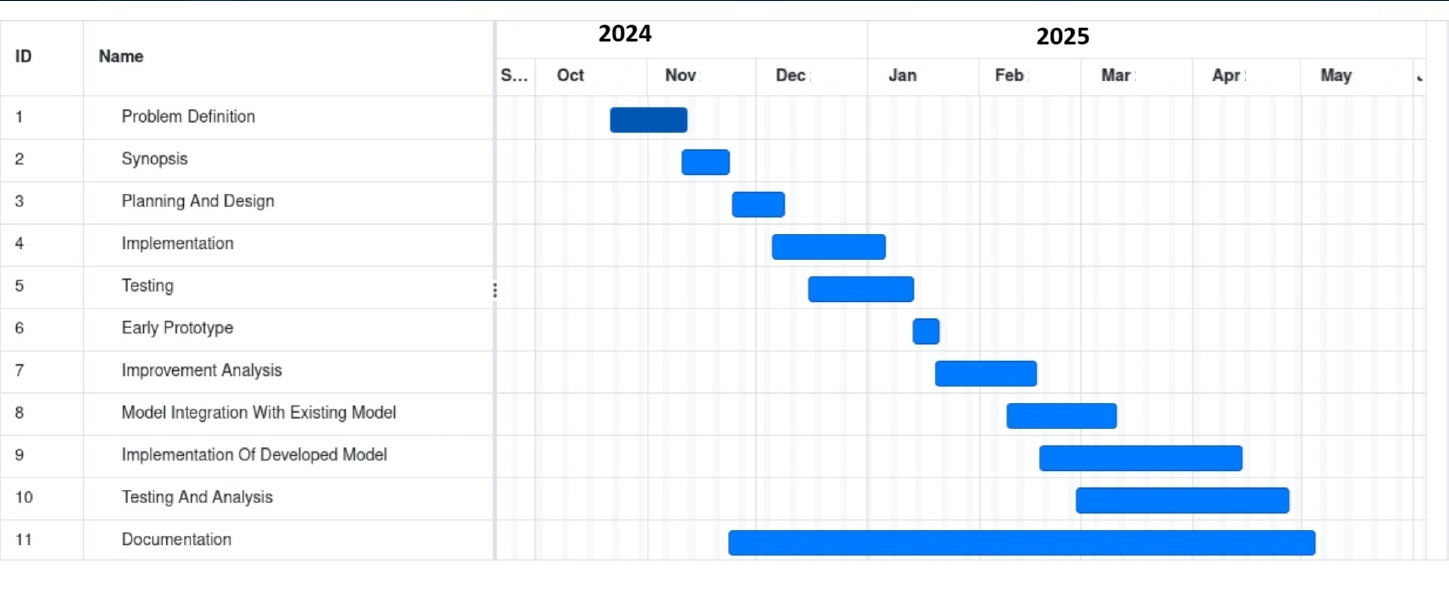 2024 2025
ID Name
S... Oct Nov Dec Jan Feb Mar Apr May
1 Problem Definition
2 Synopsis
3 Planning And Design
4 Implementation
5 Testing
6 Early Prototype
7 Improvement Analysis
8 Model Integration With Existing Model
9 Implementation Of Developed Model
10 Testing And Analysis
11 Documentation